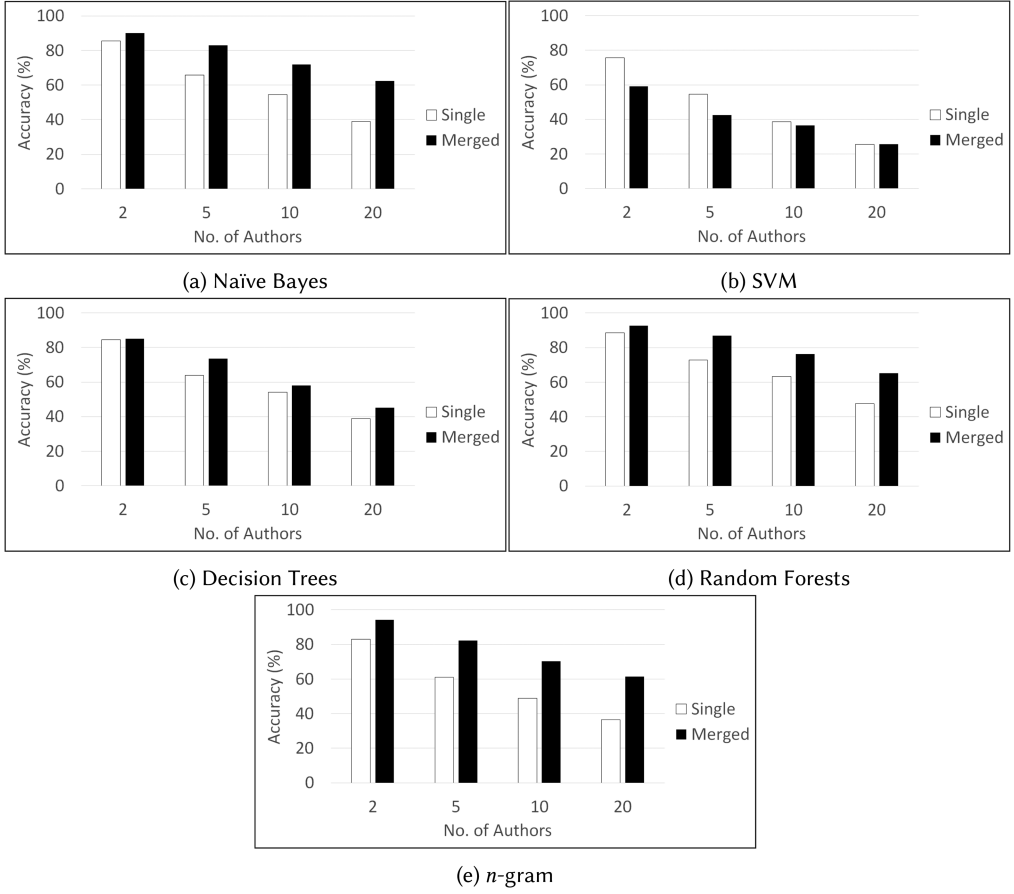 100
80
60
40
20
0
Accuracy (%)
2 5 10 20
No. of Authors
Single
Merged
(a) Naïve Bayes
100
80
60
40
20
0
Accuracy (%)
2 5 10 20
No. of Authors
Single
Merged
(b) SVM
100
80
60
40
20
0
Accuracy (%)
2 5 10 20
No. of Authors
Single
Merged
(c) Decision Trees
100
80
60
40
20
0
Accuracy (%)
2 5 10 20
No. of Authors
Single
Merged
(d) Random Forests
100
80
60
40
20
0
Accuracy (%)
2 5 10 20
No. of Authors
Single
Merged
(e) n-gram